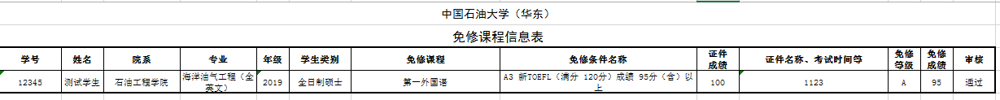 中国石油大学（华东）
免修课程信息表
学号 姓名 院系 专业 年级 学生类别 免修课程 免修条件名称 证件成绩 证件名称、考试时间等 免修等级 免修成绩 审核
12345 测试学生 石油工程学院 海洋油气工程（全英文） 2019 全日制硕士 第一外国语 A3 新TOEFL（满分 120分）成绩 95分（含）以上 100 1123 A 95 通过